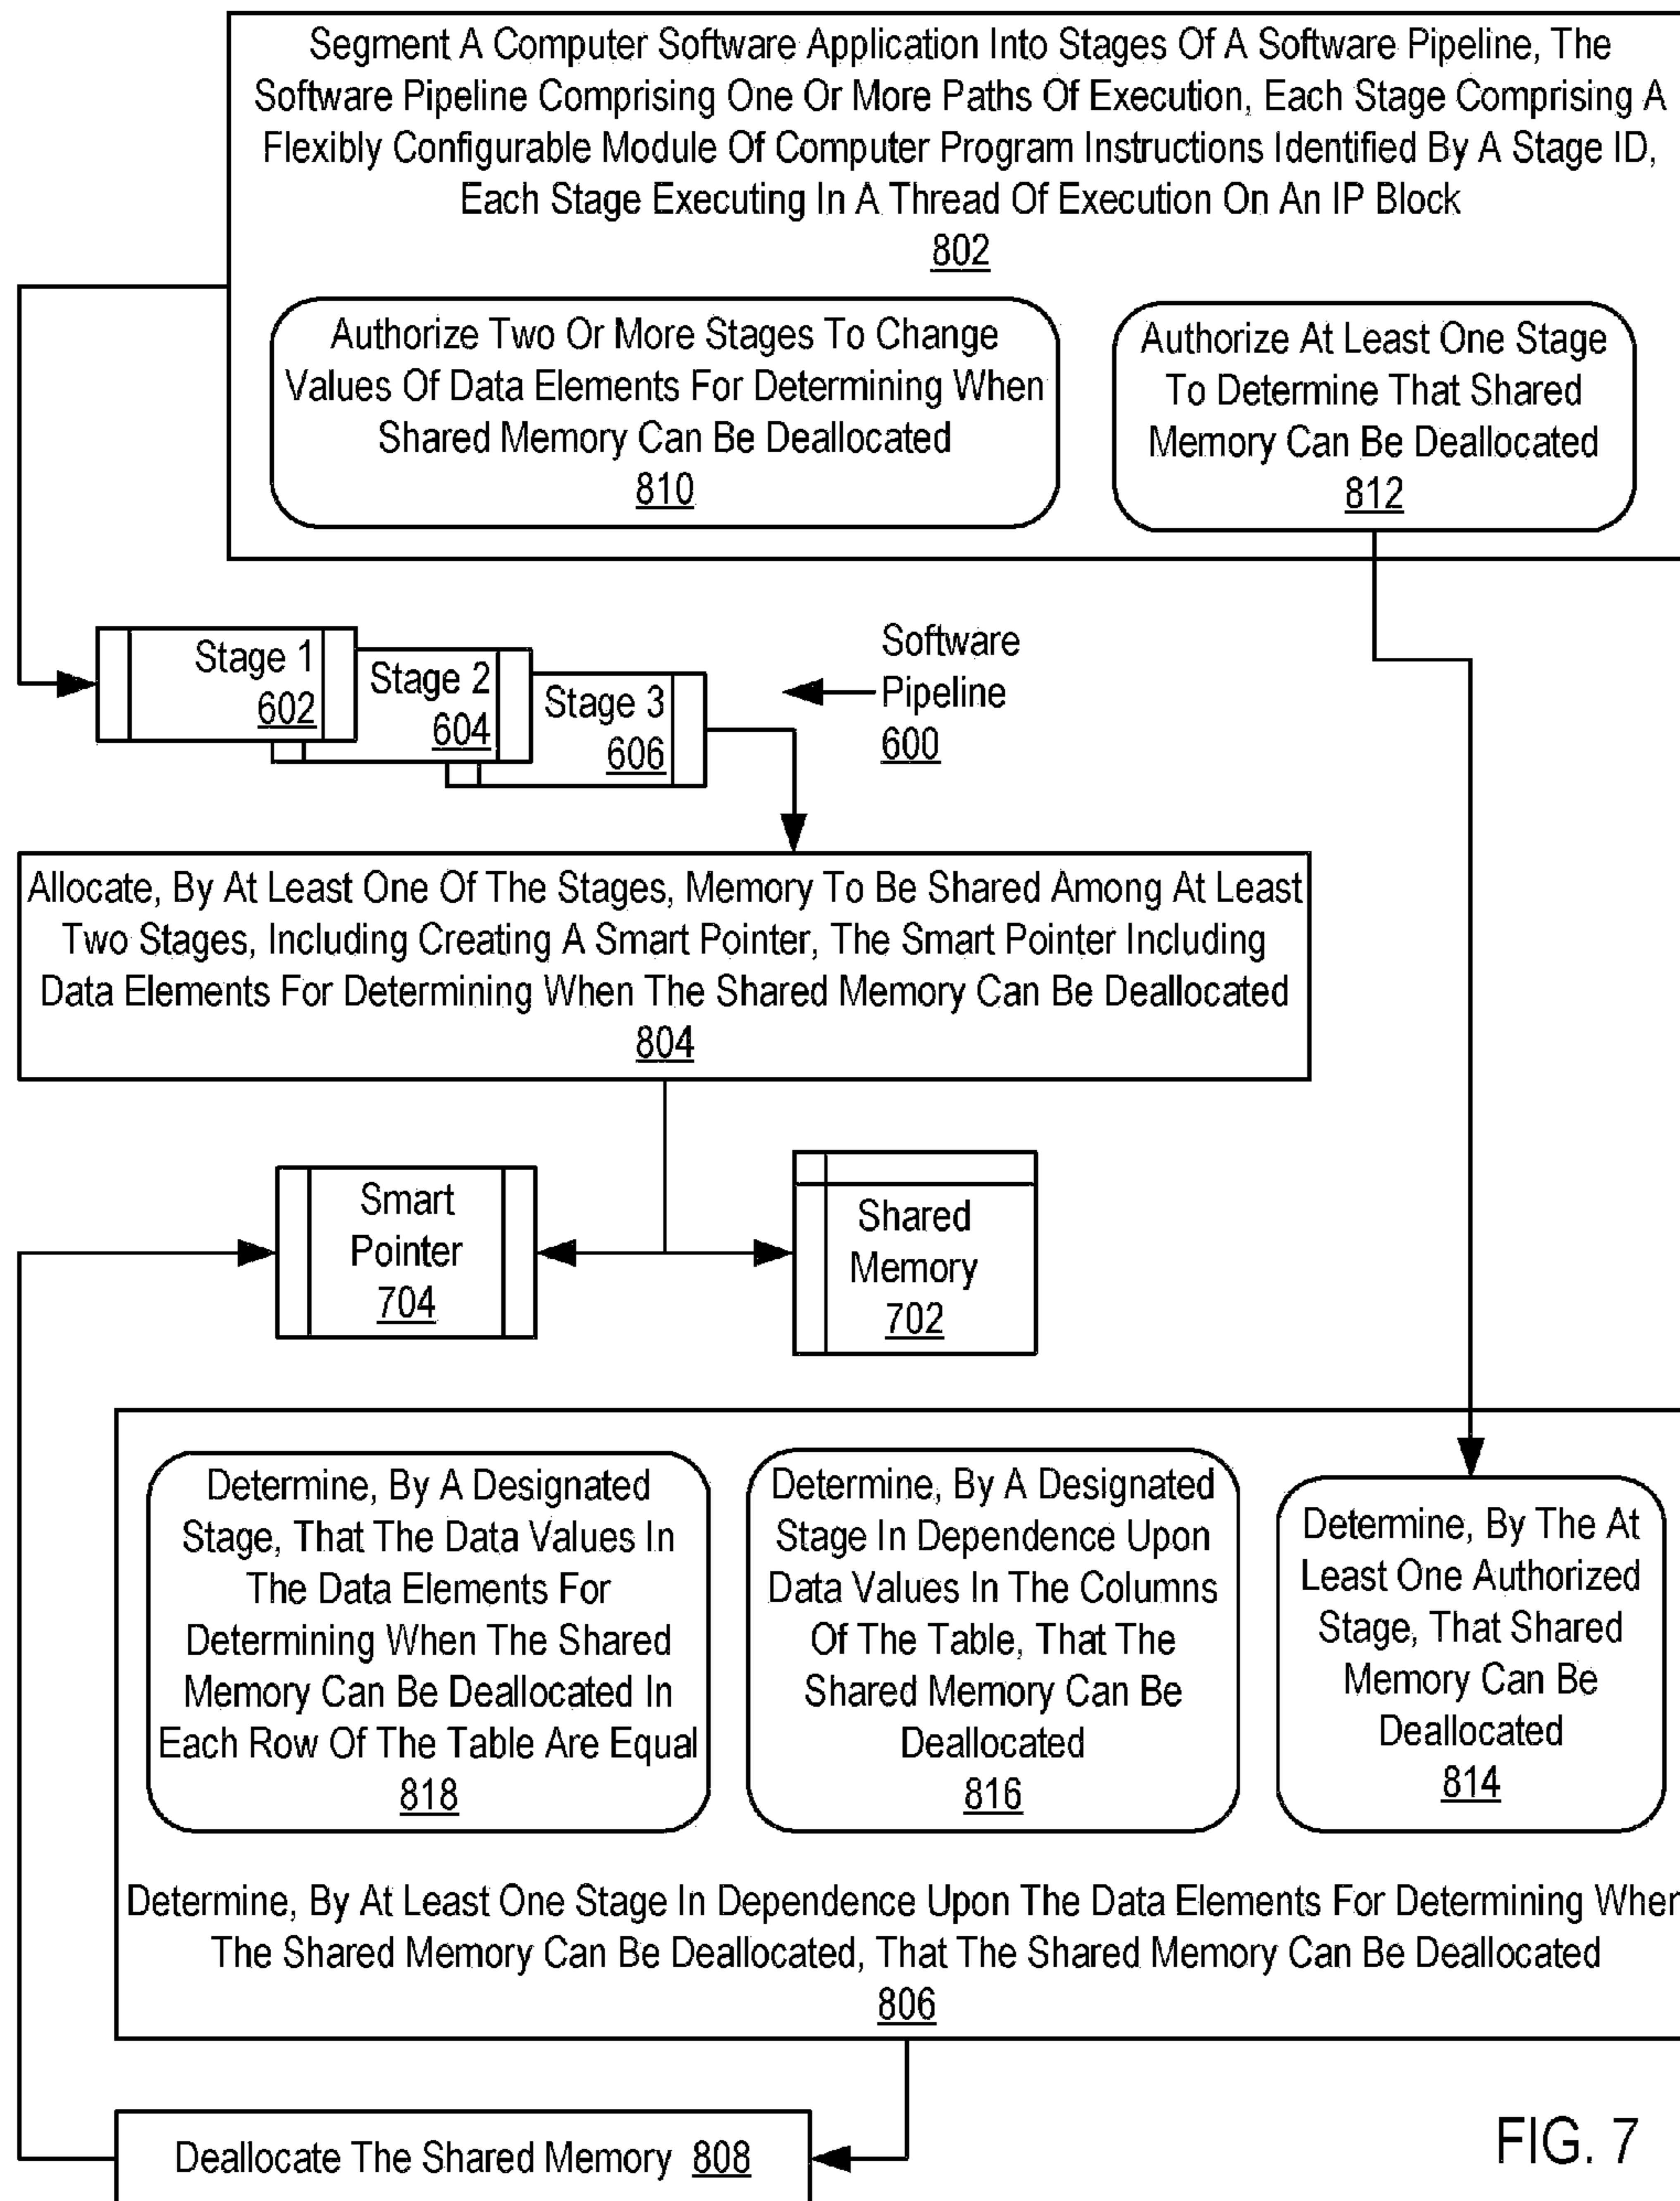 Segment A Computer Software Application Into Stages Of A Software Pipeline, The
Software Pipeline Comprising One Or More Paths Of Execution, Each Stage Comprising A
Flexibly Configurable Module Of Computer Program Instructions Identified By A Stage ID,
Each Stage Executing In A Thread Of Execution On An IP Block
802
Authorize Two Or More Stages To Change
Values Of Data Elements For Determining When
Shared Memory Can Be Deallocated
810
Authorize At Least One Stage
To Determine That Shared
Memory Can Be Deallocated
812
Stage 1
602
Stage 2
604
Stage 3
606
Software
Pipeline
600
Allocate, By At Least One Of The Stages, Memory To Be Shared Among At Least
Two Stages, Including Creating A Smart Pointer, The Smart Pointer Including
Data Elements For Determining When The Shared Memory Can Be Deallocated
804
Smart
Pointer
704
Shared
Memory
702
Determine, By A Designated
Stage, That The Data Values In
The Data Elements For
Determining When The Shared
Memory Can Be Deallocated In
Each Row Of The Table Are Equal
818
Determine, By A Designated
Stage In Dependence Upon
Data Values In The Columns
Of The Table, That The
Shared Memory Can Be
Deallocated
816
Determine, By The At
Least One Authorized
Stage, That Shared
Memory Can Be
Deallocated
814
Determine, By At Least One Stage In Dependence Upon The Data Elements For Determining When
The Shared Memory Can Be Deallocated, That The Shared Memory Can Be Deallocated
806
Deallocate The Shared Memory 808
FIG. 7